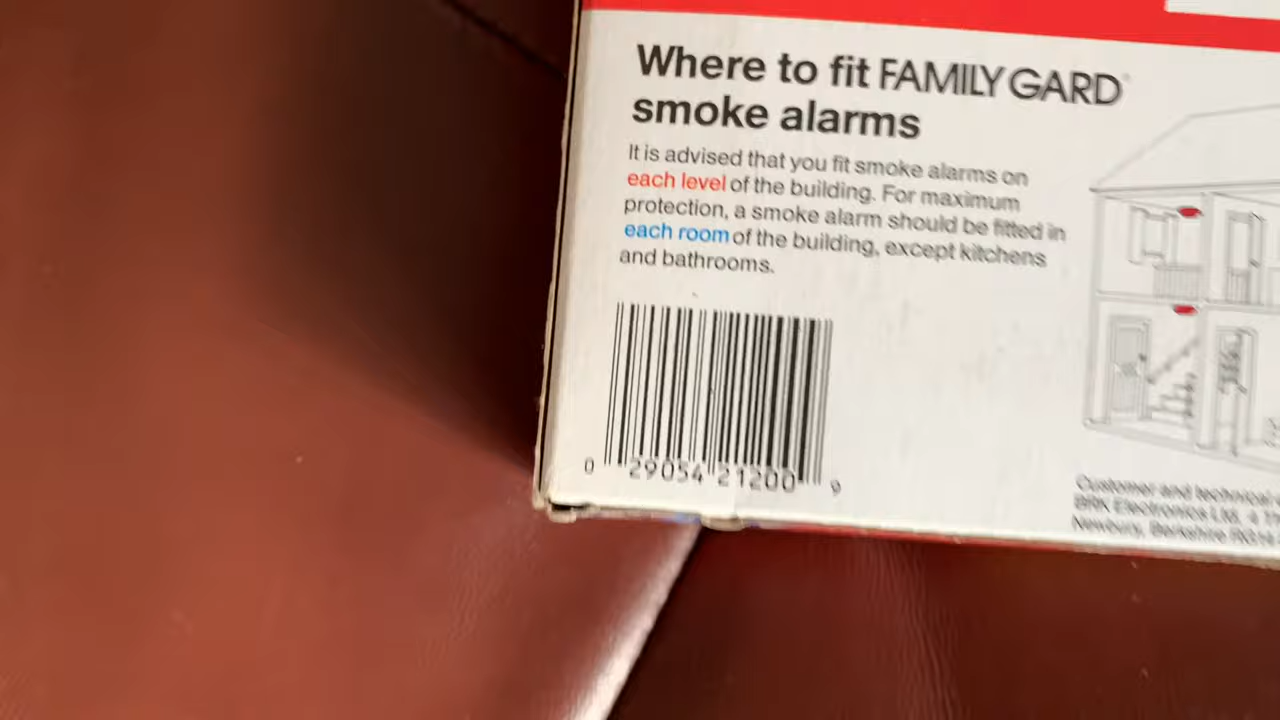 Where to fit FAMILY GARD®
smoke alarms
It is advised that you fit smoke alarms on
each level of the building. For maximum
protection, a smoke alarm should be fitted in
each room of the building, except kitchens
and bathrooms.
0 29054 21200 9
Customer and technical
BRK Electronics Ltd, 4
Newbury, Berkshire